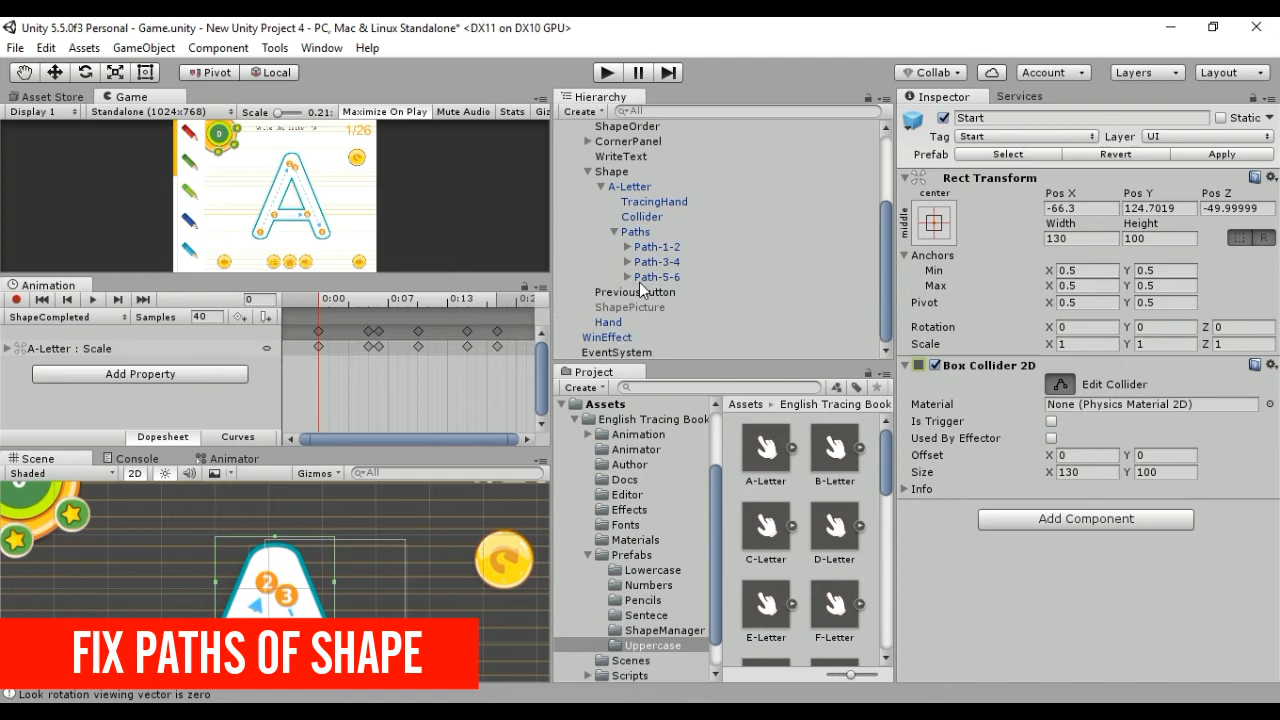 Unity 5.5.0f3 Personal - Game.unity - New Unity Project 4 - PC, Mac & Linux Standalone* <DX11 on DX10 GPU>
File Edit Assets GameObject Component Tools Window Help
Pivot Local Collab Account Layers Layout
Asset Store Game
Display 1 Standalone (1024x768) Scale 0.21: Maximize On Play Mute Audio Stats Giz
1/26
Animation
0 0:00 0:07 0:13 0:2
ShapeCompleted Samples 40
A-Letter : Scale
Add Property
Dopesheet Curves
Scene Console Animator
Shaded 2D Gizmos All
2
3
FIX PATHS OF SHAPE
Look rotation viewing vector is zero
Hierarchy
Create All
ShapeOrder
CornerPanel
WriteText
Shape
A-Letter
TracingHand
Collider
Paths
Path-1-2
Path-3-4
Path-5-6
PreviousButton
ShapePicture
Hand
WinEffect
EventSystem
Project
Create
Assets
English Tracing Book
Animation
Animator
Author
Docs
Editor
Effects
Fonts
Materials
Prefabs
Lowercase
Numbers
Pencils
Sentece
ShapeManager
Uppercase
Scenes
Scripts
Assets English Tracing Book
A-Letter B-Letter
C-Letter D-Letter
E-Letter F-Letter
Inspector Services
Start Static
Tag Start Layer UI
Prefab Select Revert Apply
Rect Transform
center Pos X Pos Y Pos Z
middle -66.3 124.7019 -49.99999
Width Height
130 100 R
Anchors
Min X 0.5 Y 0.5
Max X 0.5 Y 0.5
Pivot X 0.5 Y 0.5
Rotation X 0 Y 0 Z 0
Scale X 1 Y 1 Z 1
Box Collider 2D
Edit Collider
Material None (Physics Material 2D)
Is Trigger
Used By Effector
Offset X 0 Y 0
Size X 130 Y 100
Info
Add Component